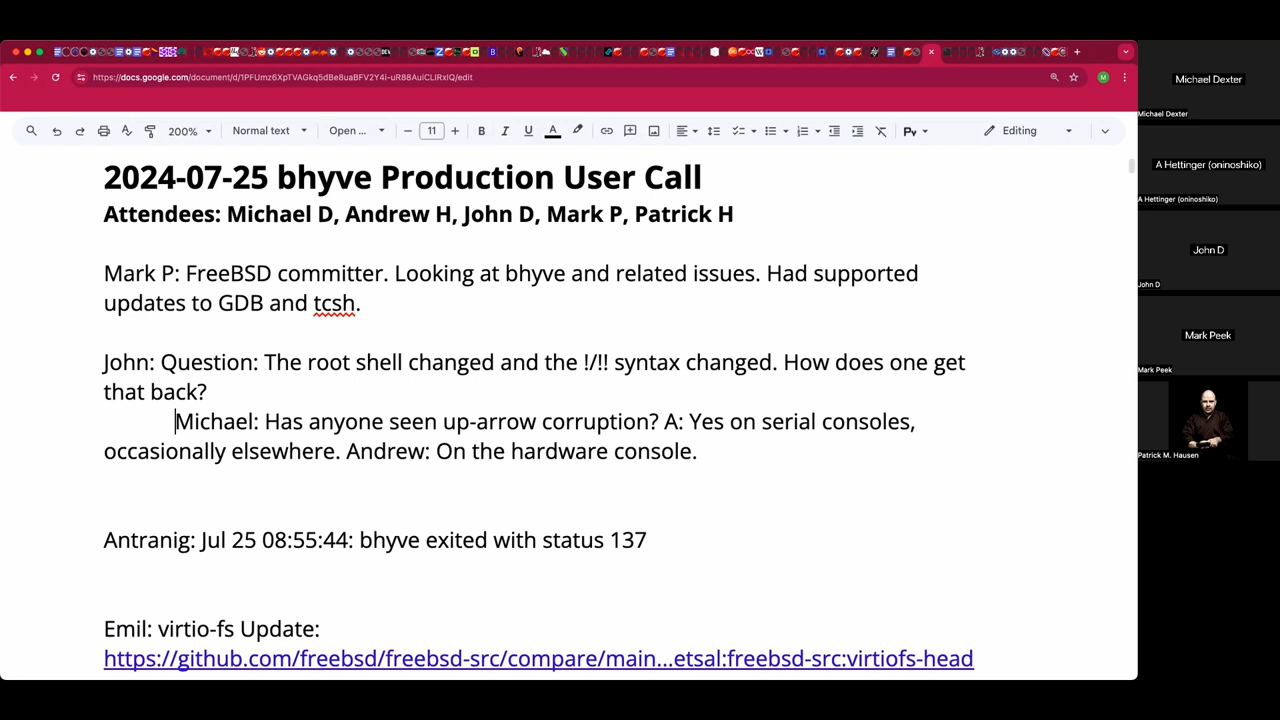 https://docs.google.com/document/d/1PFUmz6XpTVAGkq5dBe8uaBFV2Y4i-uR88AuiCLIRxIQ/edit
200%
Normal text
Open ...
11
Editing
2024-07-25 bhyve Production User Call
Attendees: Michael D, Andrew H, John D, Mark P, Patrick H
Mark P: FreeBSD committer. Looking at bhyve and related issues. Had supported
updates to GDB and tcsh.
John: Question: The root shell changed and the !/!! syntax changed. How does one get
that back?
Michael: Has anyone seen up-arrow corruption? A: Yes on serial consoles,
occasionally elsewhere. Andrew: On the hardware console.
Antranig: Jul 25 08:55:44: bhyve exited with status 137
Emil: virtio-fs Update:
https://github.com/freebsd/freebsd-src/compare/main...etsal:freebsd-src:virtiofs-head
Michael Dexter
Michael Dexter
A Hettinger (oninoshiko)
A Hettinger (oninoshiko)
John D
John D
Mark Peek
Mark Peek
Patrick M. Hausen